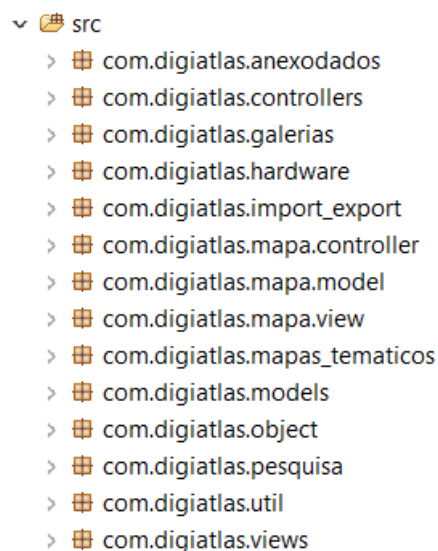 src
com.digiatlas.anexodados
com.digiatlas.controllers
com.digiatlas.galerias
com.digiatlas.hardware
com.digiatlas.import_export
com.digiatlas.mapa.controller
com.digiatlas.mapa.model
com.digiatlas.mapa.view
com.digiatlas.mapas_tematicos
com.digiatlas.models
com.digiatlas.object
com.digiatlas.pesquisa
com.digiatlas.util
com.digiatlas.views